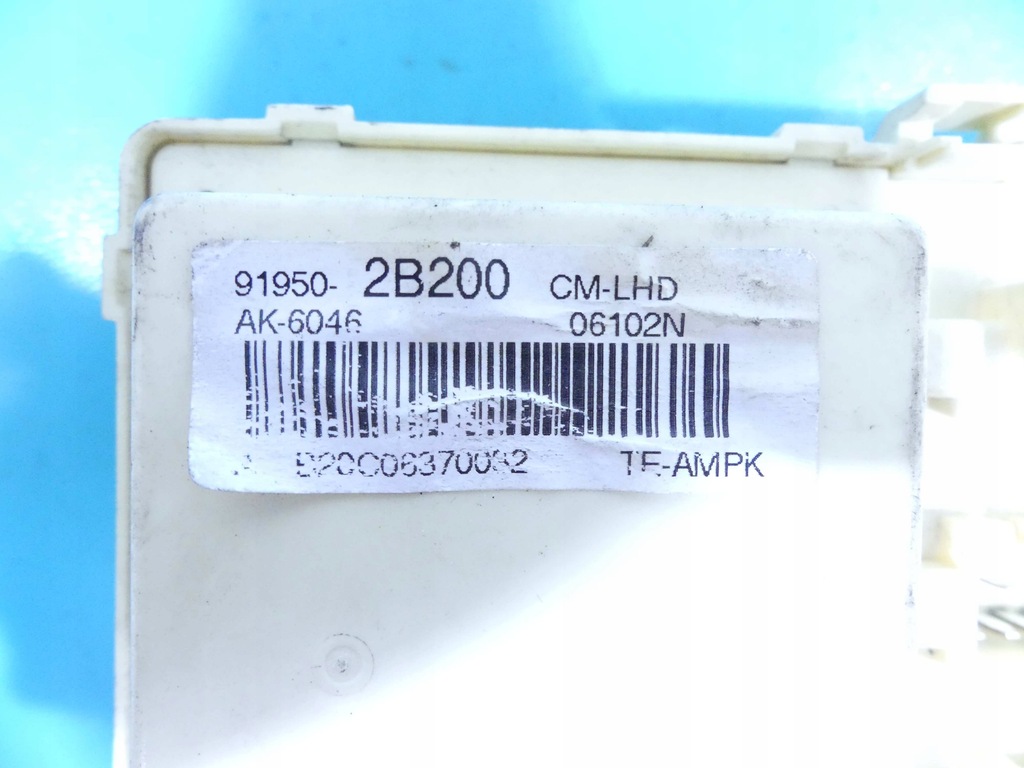 91950- 2B200 CM-LHD
AK-6046 06102N
TE-AMPK